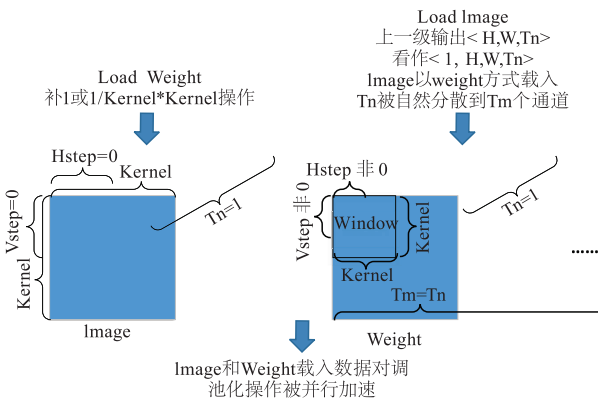 Load Weight
补1或1/Kernel*Kernel操作
Load lmage
上一级输出< H,W,Tn>
看作< 1, H,W,Tn>
lmage以weight方式载入
Tn被自然分散到Tm个通道
Hstep=0
Kernel
Vstep=0
Kernel
Tn=1
lmage
Hstep 非 0
Vstep 非 0
Window
Kernel
Kernel
Tn=1
Tm=Tn
......
Weight
lmage和Weight载入数据对调
池化操作被并行加速